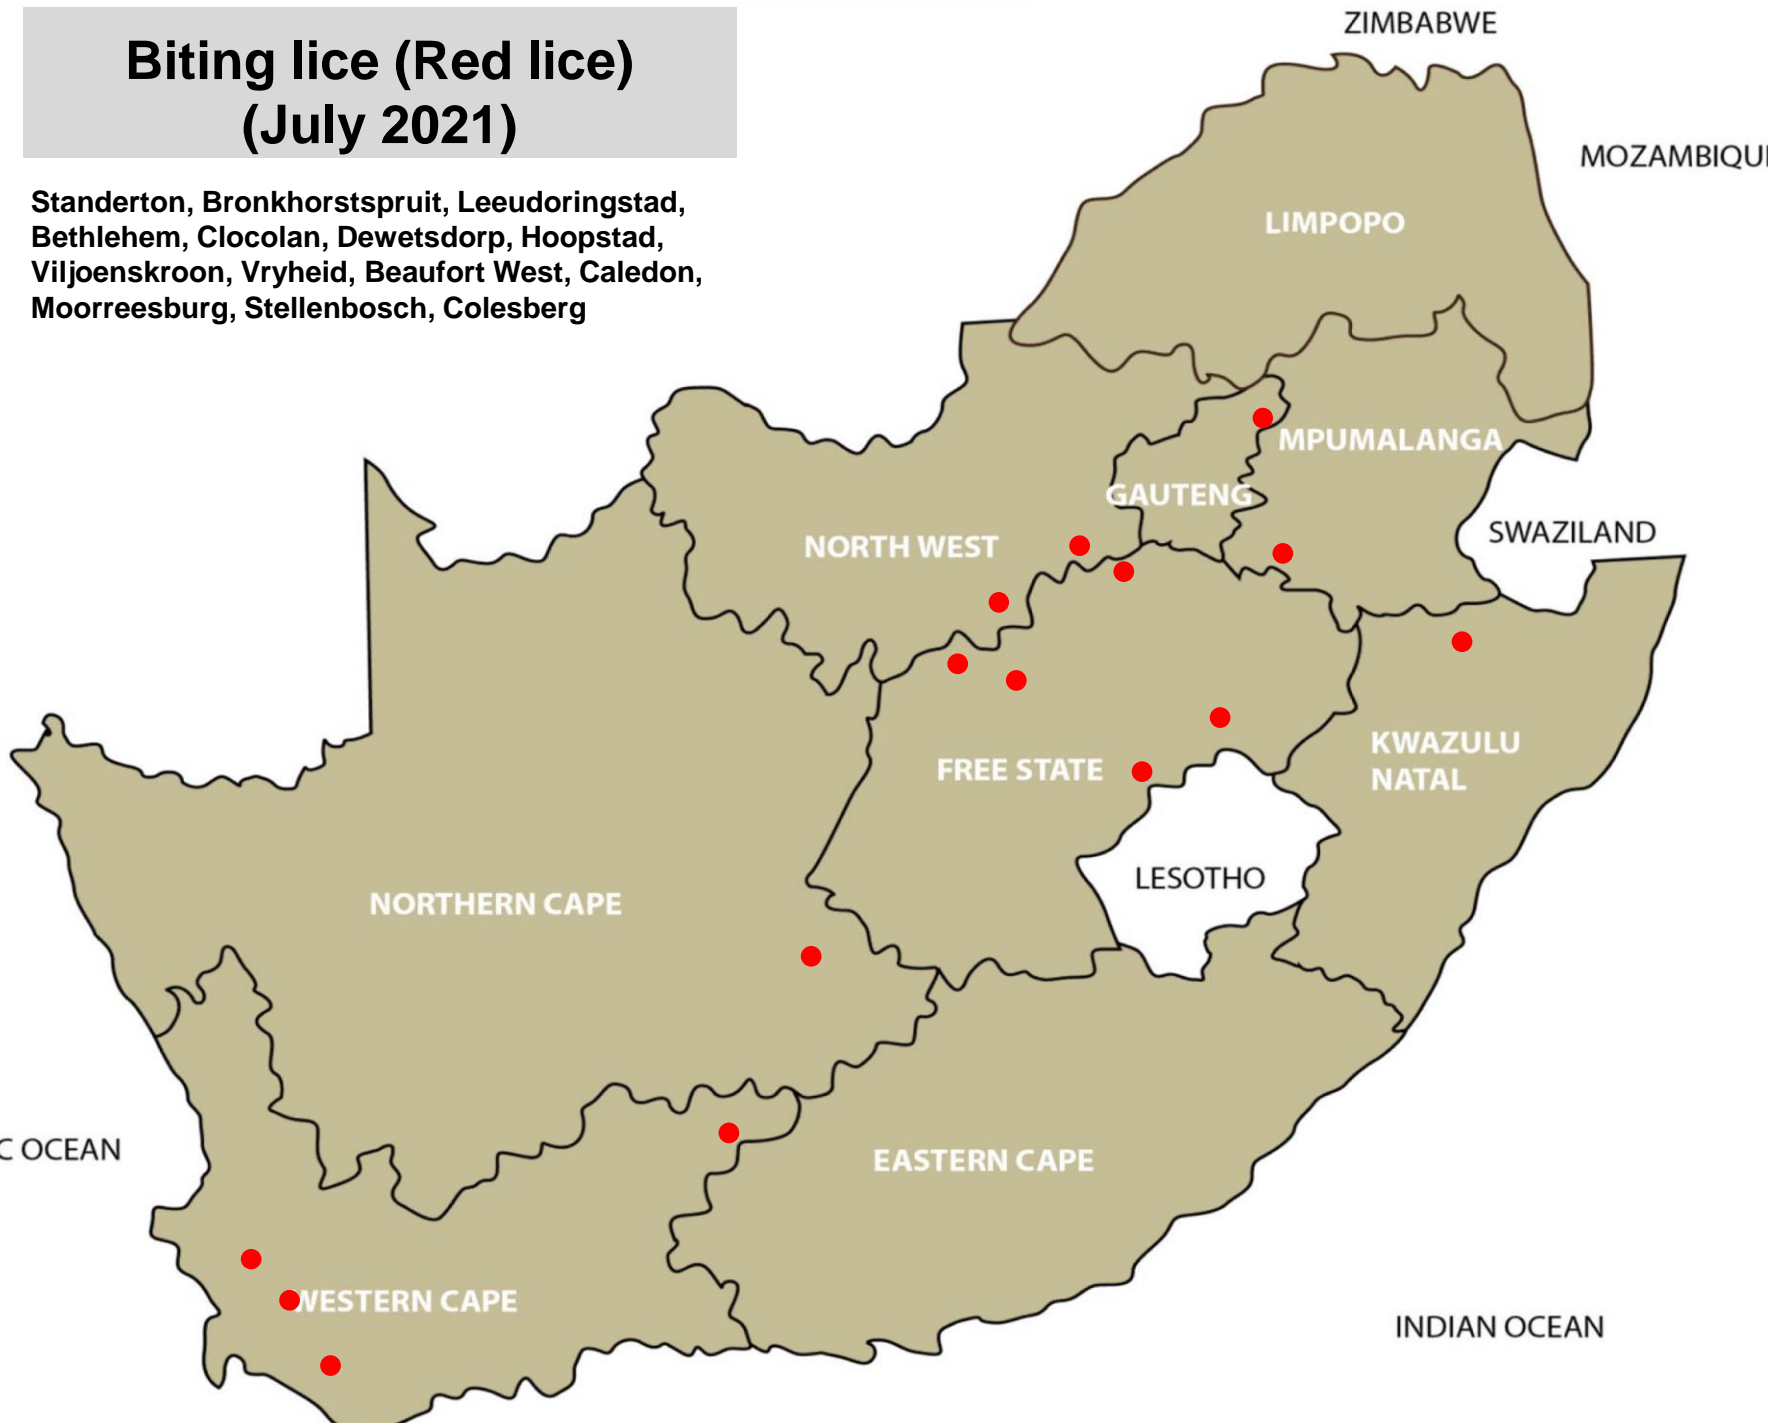 Biting lice (Red lice)
(July 2021)
Standerton, Bronkhorstspruit, Leeudoringstad,
Bethlehem, Clocolan, Dewetsdorp, Hoopstad,
Viljoenskroon, Vryheid, Beaufort West, Caledon,
Moorreesburg, Stellenbosch, Colesberg
ZIMBABWE
MOZAMBIQU
LIMPOPO
MPUMALANGA
GAUTENG
SWAZILAND
NORTH WEST
KWAZULU
NATAL
FREE STATE
LESOTHO
NORTHERN CAPE
C OCEAN
EASTERN CAPE
WESTERN CAPE
INDIAN OCEAN